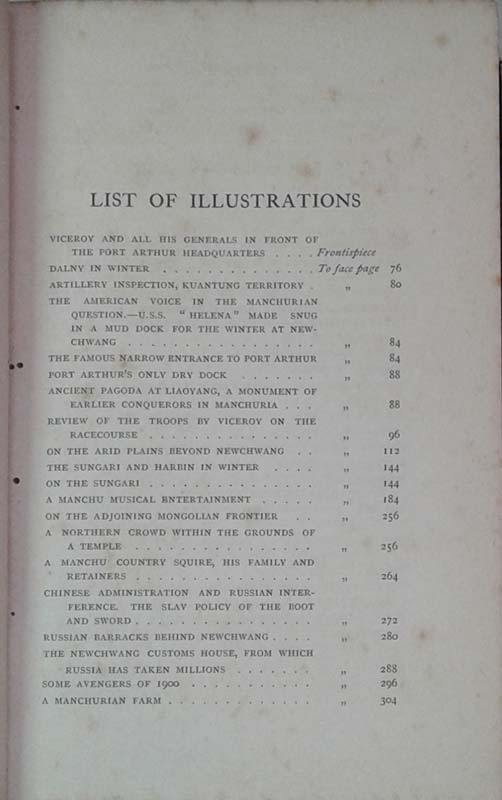 LIST OF ILLUSTRATIONS
VICEROY AND ALL HIS GENERALS IN FRONT OF
THE PORT ARTHUR HEADQUARTERS . . . . Frontispiece
DALNY IN WINTER . . . . . . . . . . . . . . To face page 76
ARTILLERY INSPECTION, KUANTUNG TERRITORY . „ 80
THE AMERICAN VOICE IN THE MANCHURIAN
QUESTION.—U.S.S. "HELENA" MADE SNUG
IN A MUD DOCK FOR THE WINTER AT NEW-
CHWANG . . . . . . . . . . . . . . . . . „ 84
THE FAMOUS NARROW ENTRANCE TO PORT ARTHUR „ 84
PORT ARTHUR'S ONLY DRY DOCK . . . . . . . „ 88
ANCIENT PAGODA AT LIAOYANG, A MONUMENT OF
EARLIER CONQUERORS IN MANCHURIA . . . „ 88
REVIEW OF THE TROOPS BY VICEROY ON THE
RACECOURSE . . . . . . . . . . . . . . . „ 96
ON THE ARID PLAINS BEYOND NEWCHWANG . . „ 112
THE SUNGARI AND HARBIN IN WINTER . . . . „ 144
ON THE SUNGARI . . . . . . . . . . . . . . . „ 144
A MANCHU MUSICAL ENTERTAINMENT . . . . . „ 184
ON THE ADJOINING MONGOLIAN FRONTIER . . „ 256
A NORTHERN CROWD WITHIN THE GROUNDS OF
A TEMPLE . . . . . . . . . . . . . . . . „ 256
A MANCHU COUNTRY SQUIRE, HIS FAMILY AND
RETAINERS . . . . . . . . . . . . . . . . „ 264
CHINESE ADMINISTRATION AND RUSSIAN INTER-
FERENCE. THE SLAV POLICY OF THE BOOT
AND SWORD . . . . . . . . . . . . . . . . „ 272
RUSSIAN BARRACKS BEHIND NEWCHWANG . . . . „ 280
THE NEWCHWANG CUSTOMS HOUSE, FROM WHICH
RUSSIA HAS TAKEN MILLIONS . . . . . . . „ 288
SOME AVENGERS OF 1900 . . . . . . . . . . . „ 296
A MANCHURIAN FARM . . . . . . . . . . . . . „ 304